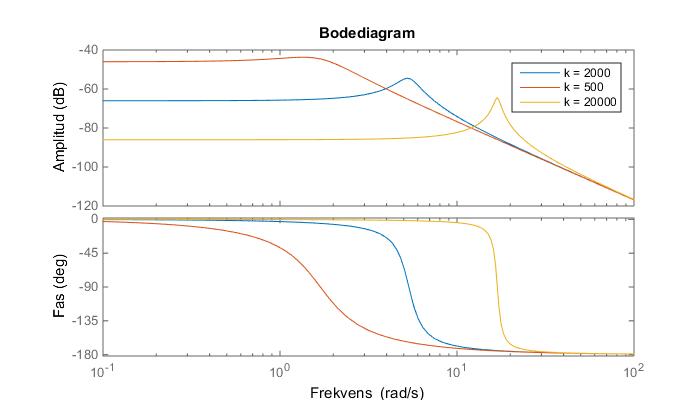 Bodediagram
Amplitud (dB)
-40
-60
-80
-100
-120
k = 2000
k = 500
k = 20000
Fas (deg)
0
-45
-90
-135
-180
10^-1
10^0
10^1
10^2
Frekvens (rad/s)